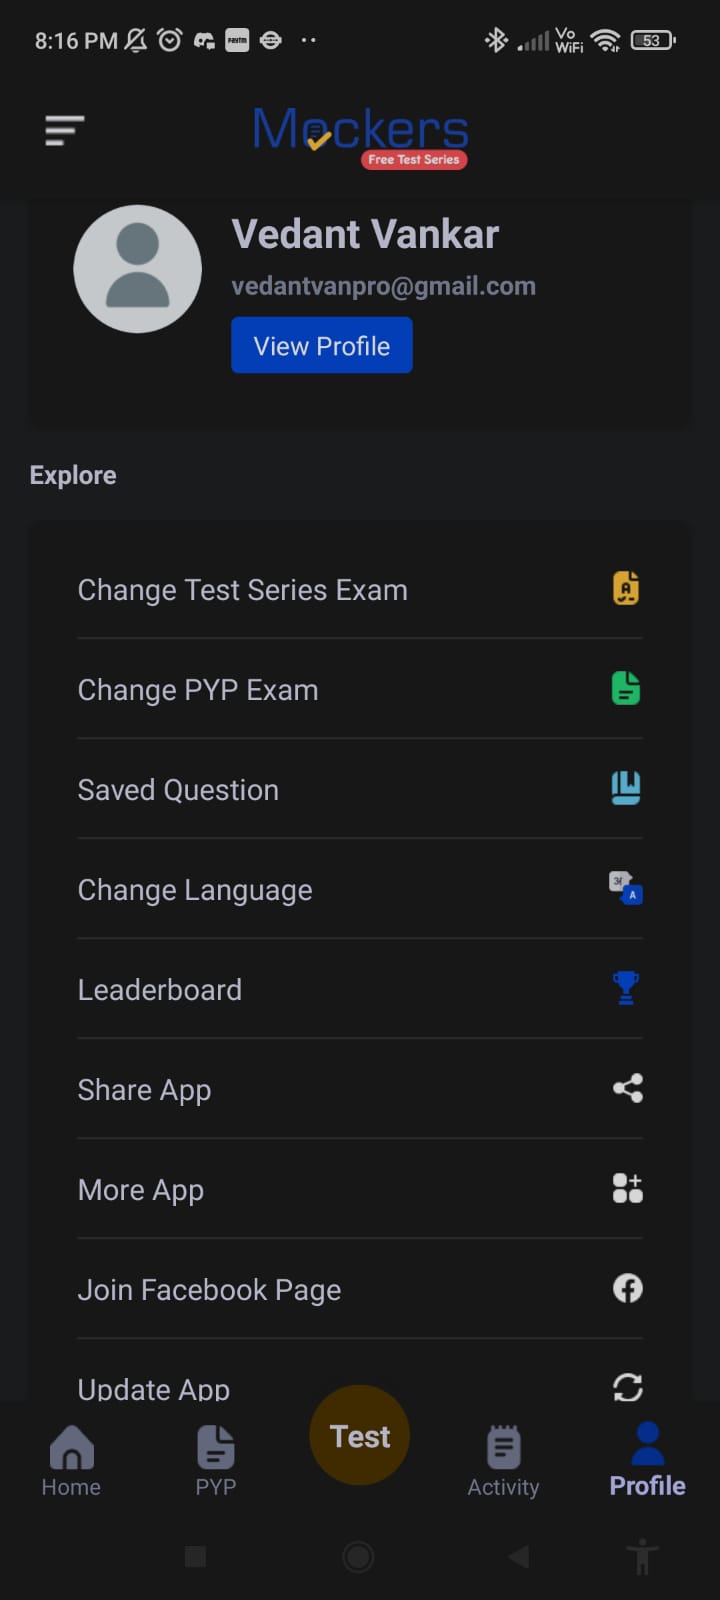 8:16 PM
paytm
Vo
WiFi
53
Mockers
Free Test Series
Vedant Vankar
vedantvanpro@gmail.com
View Profile
Explore
Change Test Series Exam
A
Change PYP Exam
Saved Question
Change Language
अ
A
Leaderboard
Share App
More App
Join Facebook Page
Update App
Test
Home
PYP
Activity
Profile